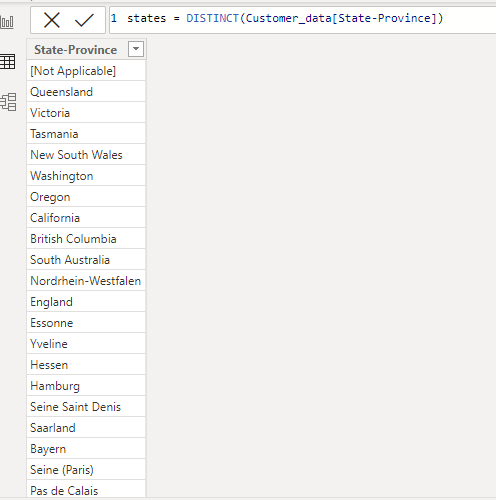 1 states = DISTINCT(Customer_data[State-Province])
State-Province
[Not Applicable]
Queensland
Victoria
Tasmania
New South Wales
Washington
Oregon
California
British Columbia
South Australia
Nordrhein-Westfalen
England
Essonne
Yveline
Hessen
Hamburg
Seine Saint Denis
Saarland
Bayern
Seine (Paris)
Pas de Calais